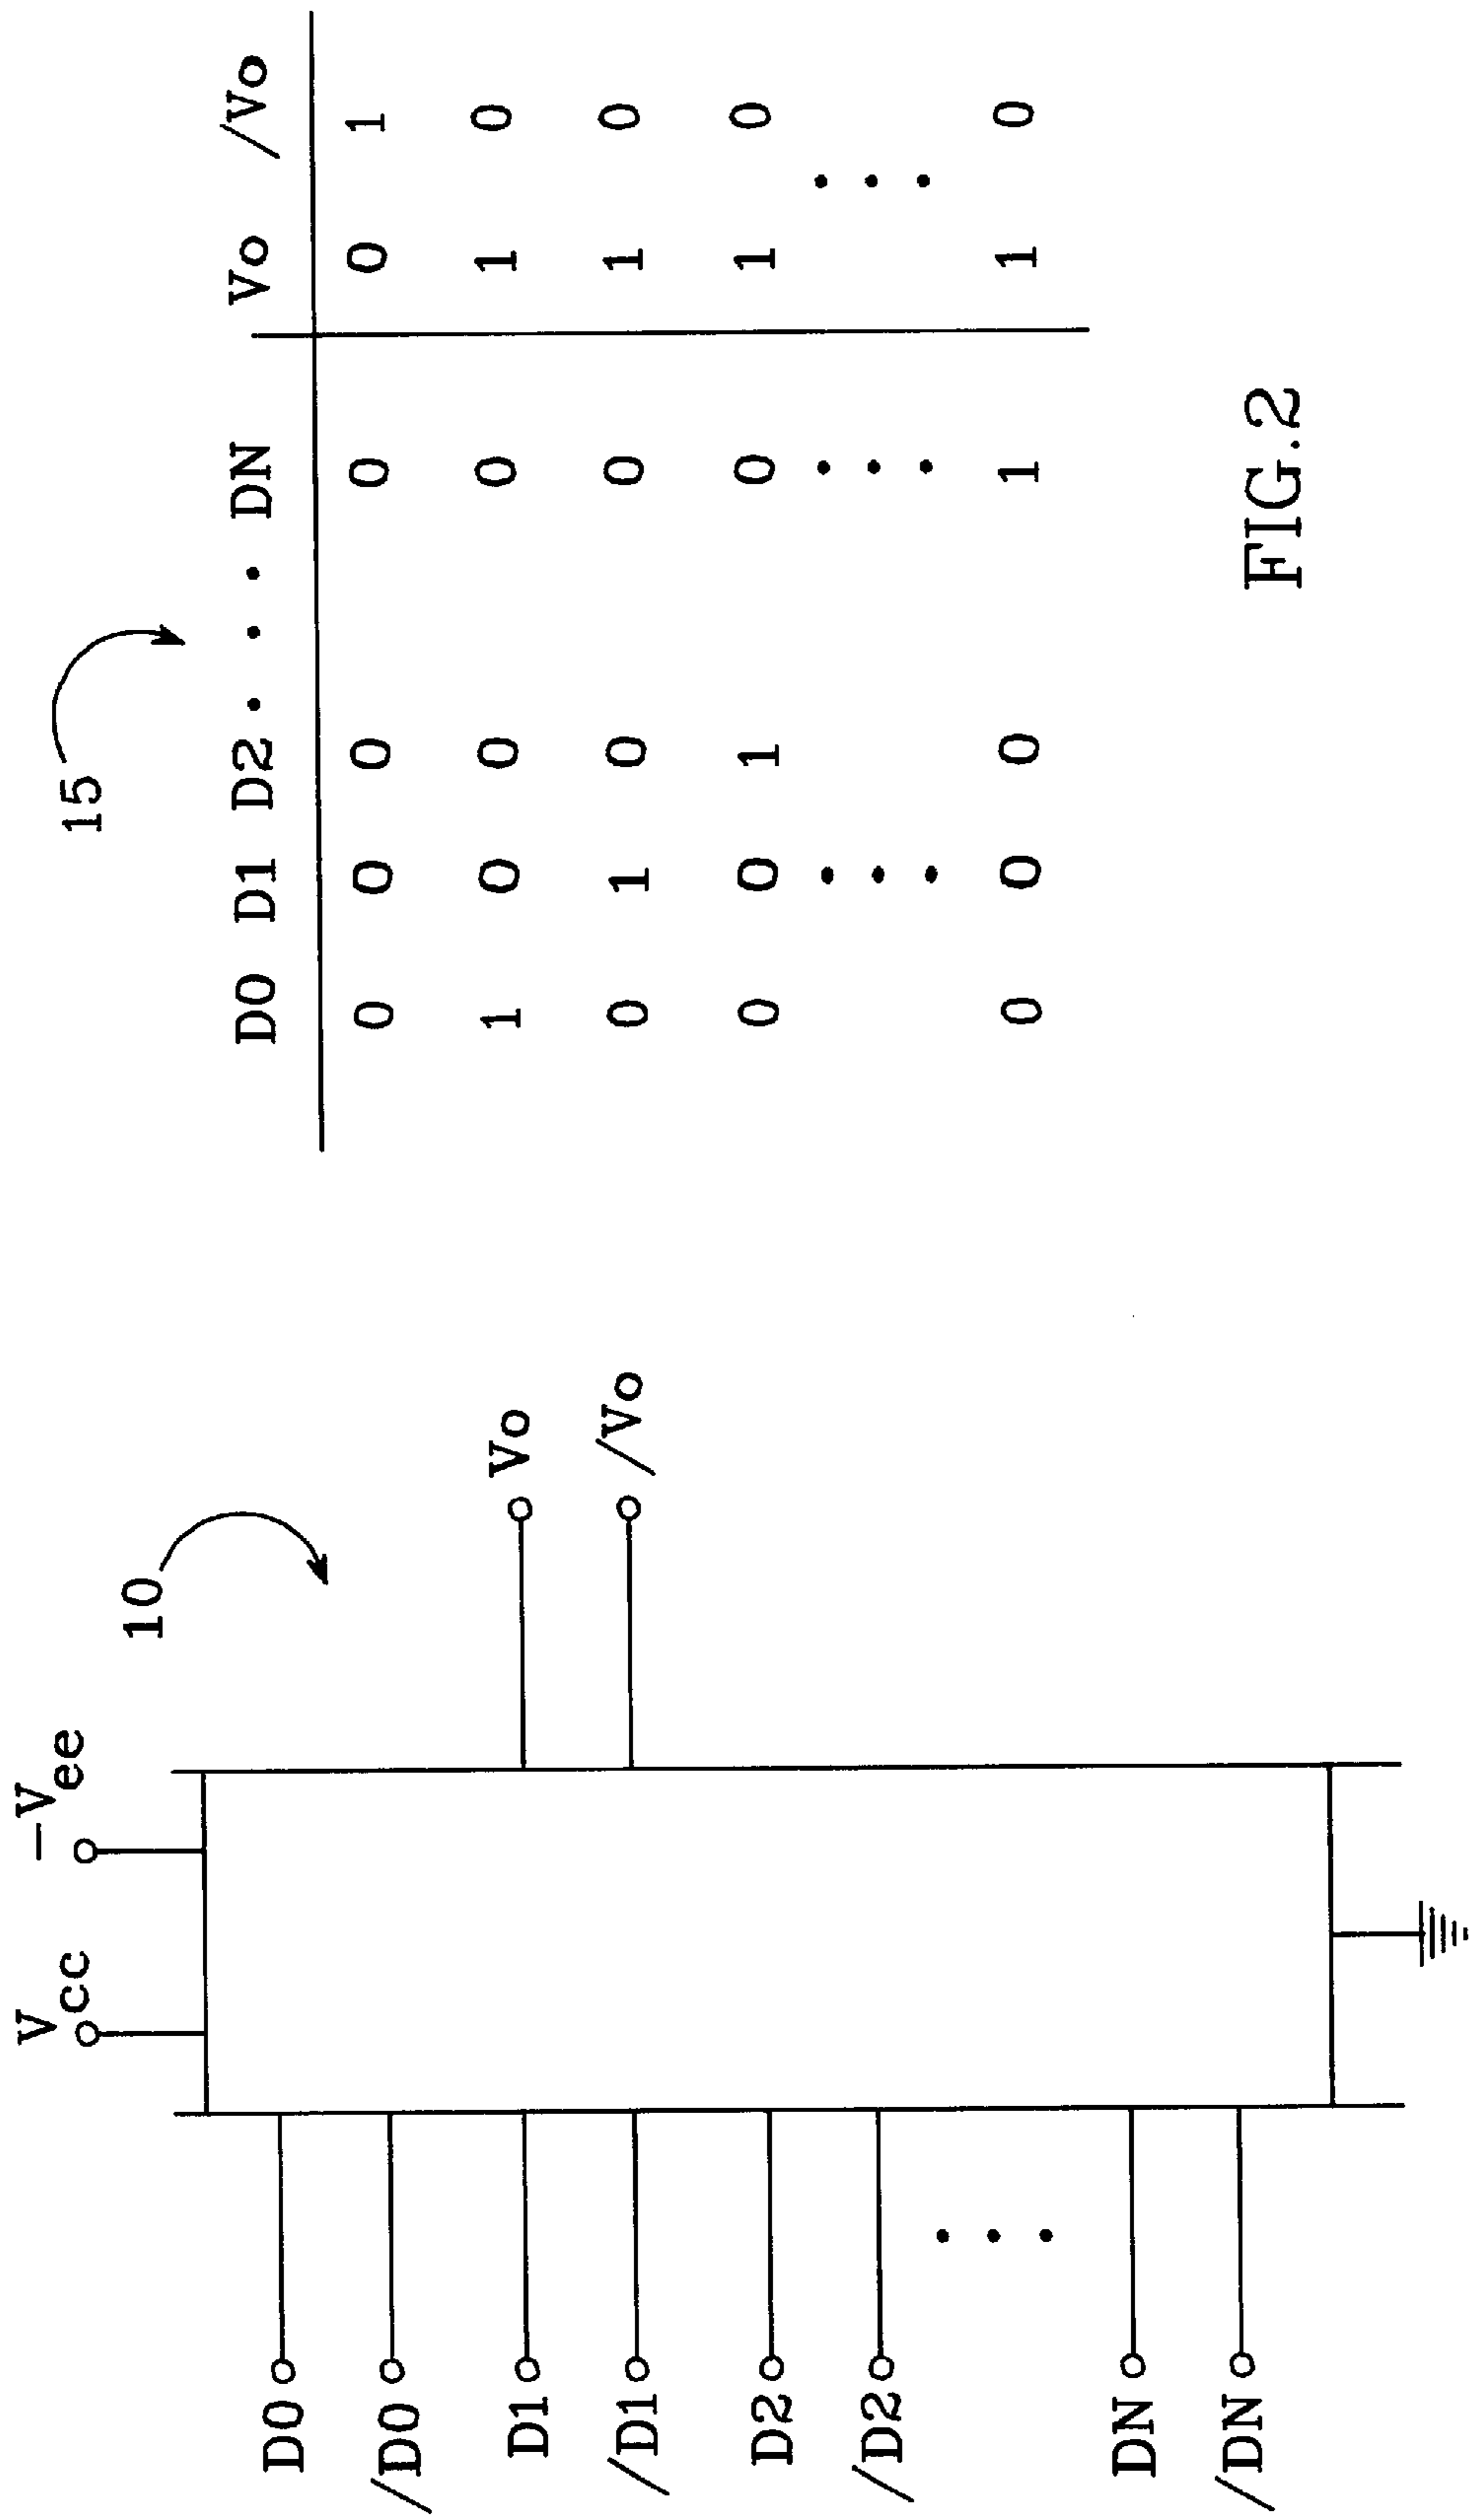 10
Vcc -Vee
D0
/D0
D1
/D1
D2
/D2
. . .
DN
/DN
Vo
/Vo
15
D0 D1 D2 . . . DN Vo /Vo
0 0 0 0 0 1
1 0 0 0 1 0
0 1 0 0 1 0
0 0 1 0 1 0
. . .
0 0 0 1 1 0
FIG.2